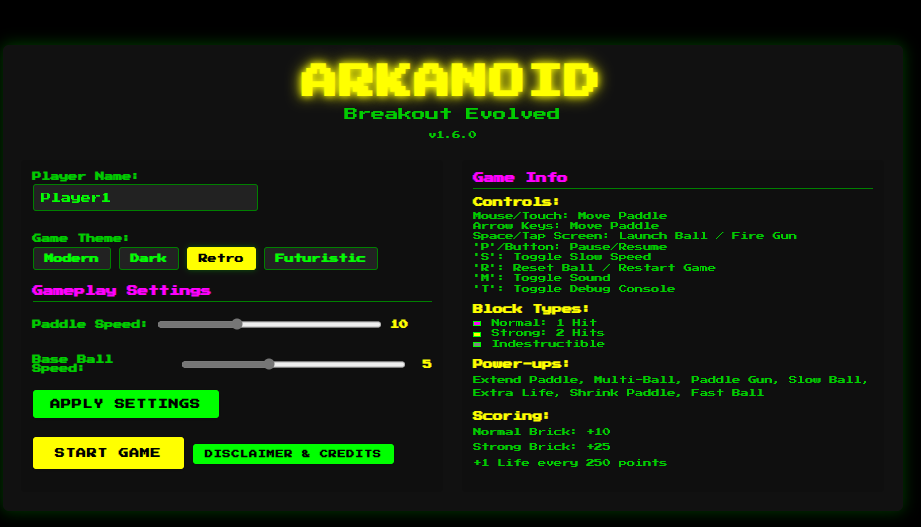 ARKANOID
Breakout Evolved
v1.6.0
Player Name:
Player1
Game Theme:
Modern Dark Retro Futuristic
Gameplay Settings
Paddle Speed: 10
Base Ball
Speed: 5
APPLY SETTINGS
START GAME DISCLAIMER & CREDITS
Game Info
Controls:
Mouse/Touch: Move Paddle
Arrow Keys: Move Paddle
Space/Tap Screen: Launch Ball / Fire Gun
'P'/Button: Pause/Resume
'S': Toggle Slow Speed
'R': Reset Ball / Restart Game
'M': Toggle Sound
'T': Toggle Debug Console
Block Types:
Normal: 1 Hit
Strong: 2 Hits
Indestructible
Power-ups:
Extend Paddle, Multi-Ball, Paddle Gun, Slow Ball,
Extra Life, Shrink Paddle, Fast Ball
Scoring:
Normal Brick: +10
Strong Brick: +25
+1 Life every 250 points